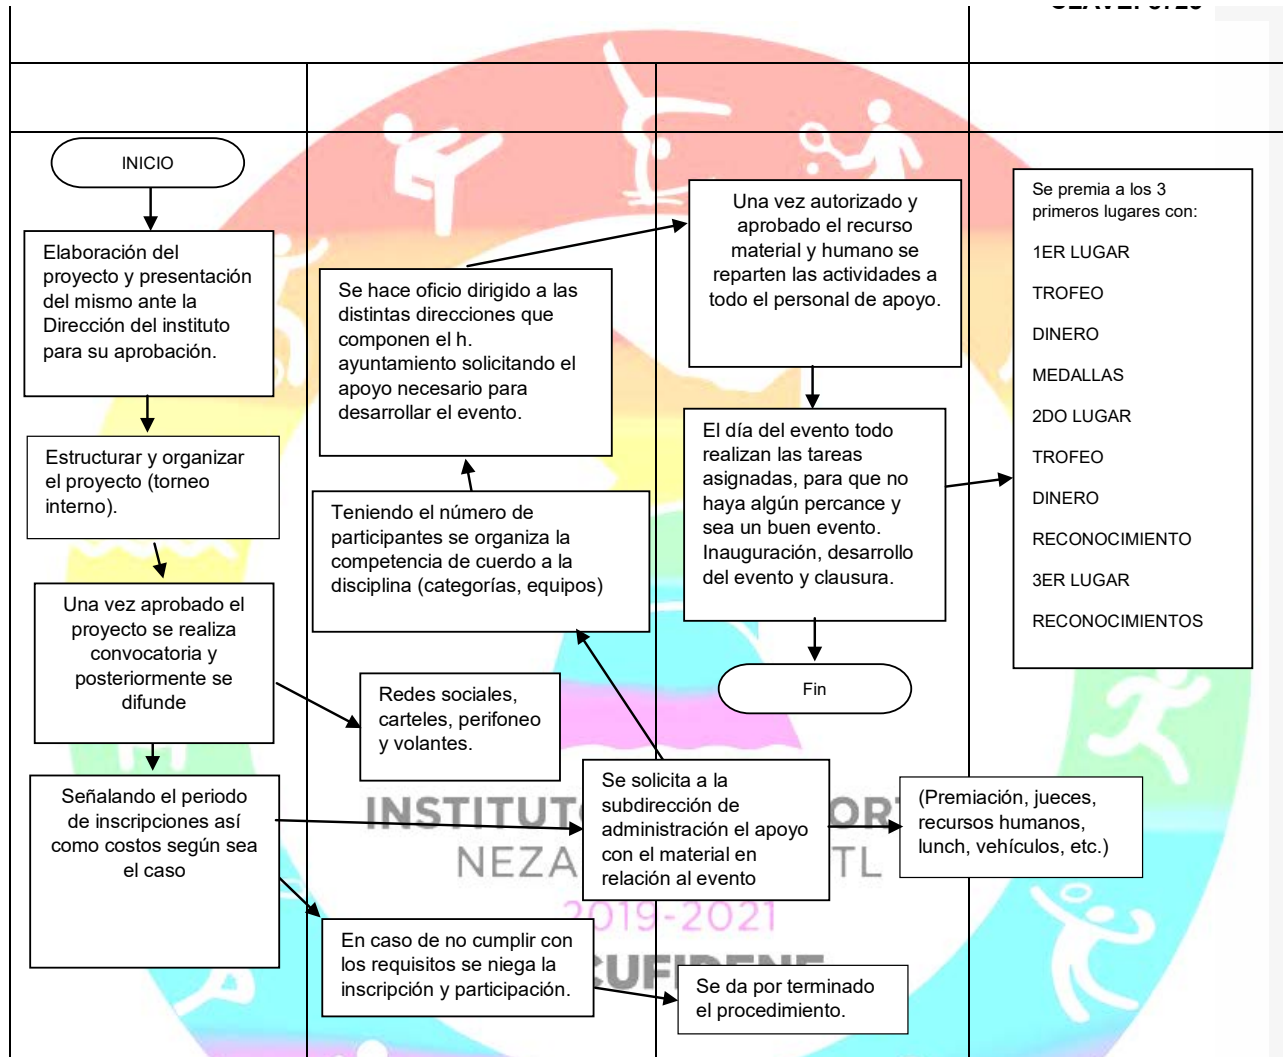 INICIO
Elaboración del
proyecto y presentación
del mismo ante la
Dirección del instituto
para su aprobación.
Estructurar y organizar
el proyecto (torneo
interno).
Una vez aprobado el
proyecto se realiza
convocatoria y
posteriormente se
difunde
Señalando el periodo
de inscripciones así
como costos según sea
el caso
Se hace oficio dirigido a las
distintas direcciones que
componen el h.
ayuntamiento solicitando el
apoyo necesario para
desarrollar el evento.
Teniendo el número de
participantes se organiza la
competencia de cuerdo a la
disciplina (categorías, equipos)
Redes sociales,
carteles, perifoneo
y volantes.
En caso de no cumplir con
los requisitos se niega la
inscripción y participación.
Una vez autorizado y
aprobado el recurso
material y humano se
reparten las actividades a
todo el personal de apoyo.
El día del evento todo
realizan las tareas
asignadas, para que no
haya algún percance y
sea un buen evento.
Inauguración, desarrollo
del evento y clausura.
Fin
Se solicita a la
subdirección de
administración el apoyo
con el material en
relación al evento
Se da por terminado
el procedimiento.
Se premia a los 3
primeros lugares con:
1ER LUGAR
TROFEO
DINERO
MEDALLAS
2DO LUGAR
TROFEO
DINERO
RECONOCIMIENTO
3ER LUGAR
RECONOCIMIENTOS
(Premiación, jueces,
recursos humanos,
lunch, vehículos, etc.)
NEZA
2019-2021